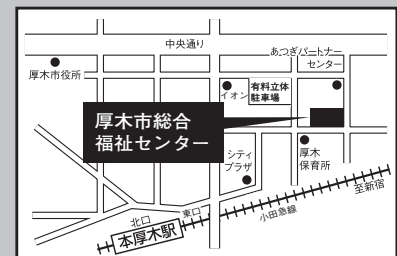 中央通り
あつぎパートナー
センター
厚木市役所
イオン
有料立体
駐車場
厚木市総合
福祉センター
シティ
プラザ
厚木
保育所
至新宿
小田急線
北口
東口
本厚木駅